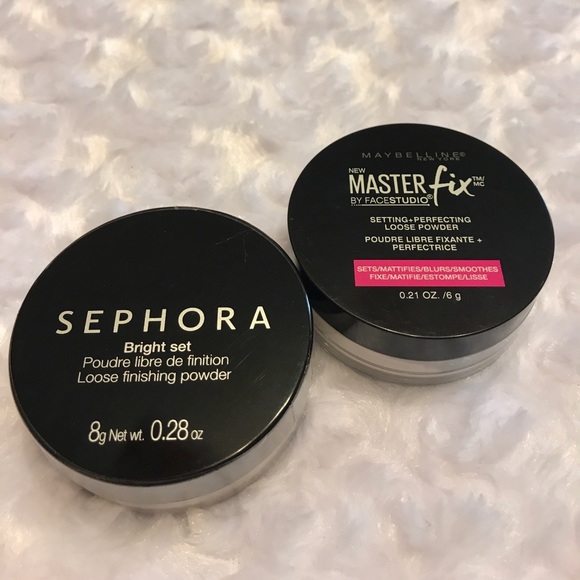 SEPHORA
Bright set
Poudre libre de finition
Loose finishing powder
8g Net wt. 0.28 oz
MAYBELLINE®
NEW YORK
NEW
MASTER fix™/MC
BY FACESTUDIO®
SETTING+PERFECTING
LOOSE POWDER
POUDRE LIBRE FIXANTE +
PERFECTRICE
SETS/MATTIFIES/BLURS/SMOOTHES
FIXE/MATIFIE/ESTOMPE/LISSE
0.21 OZ. /6 g